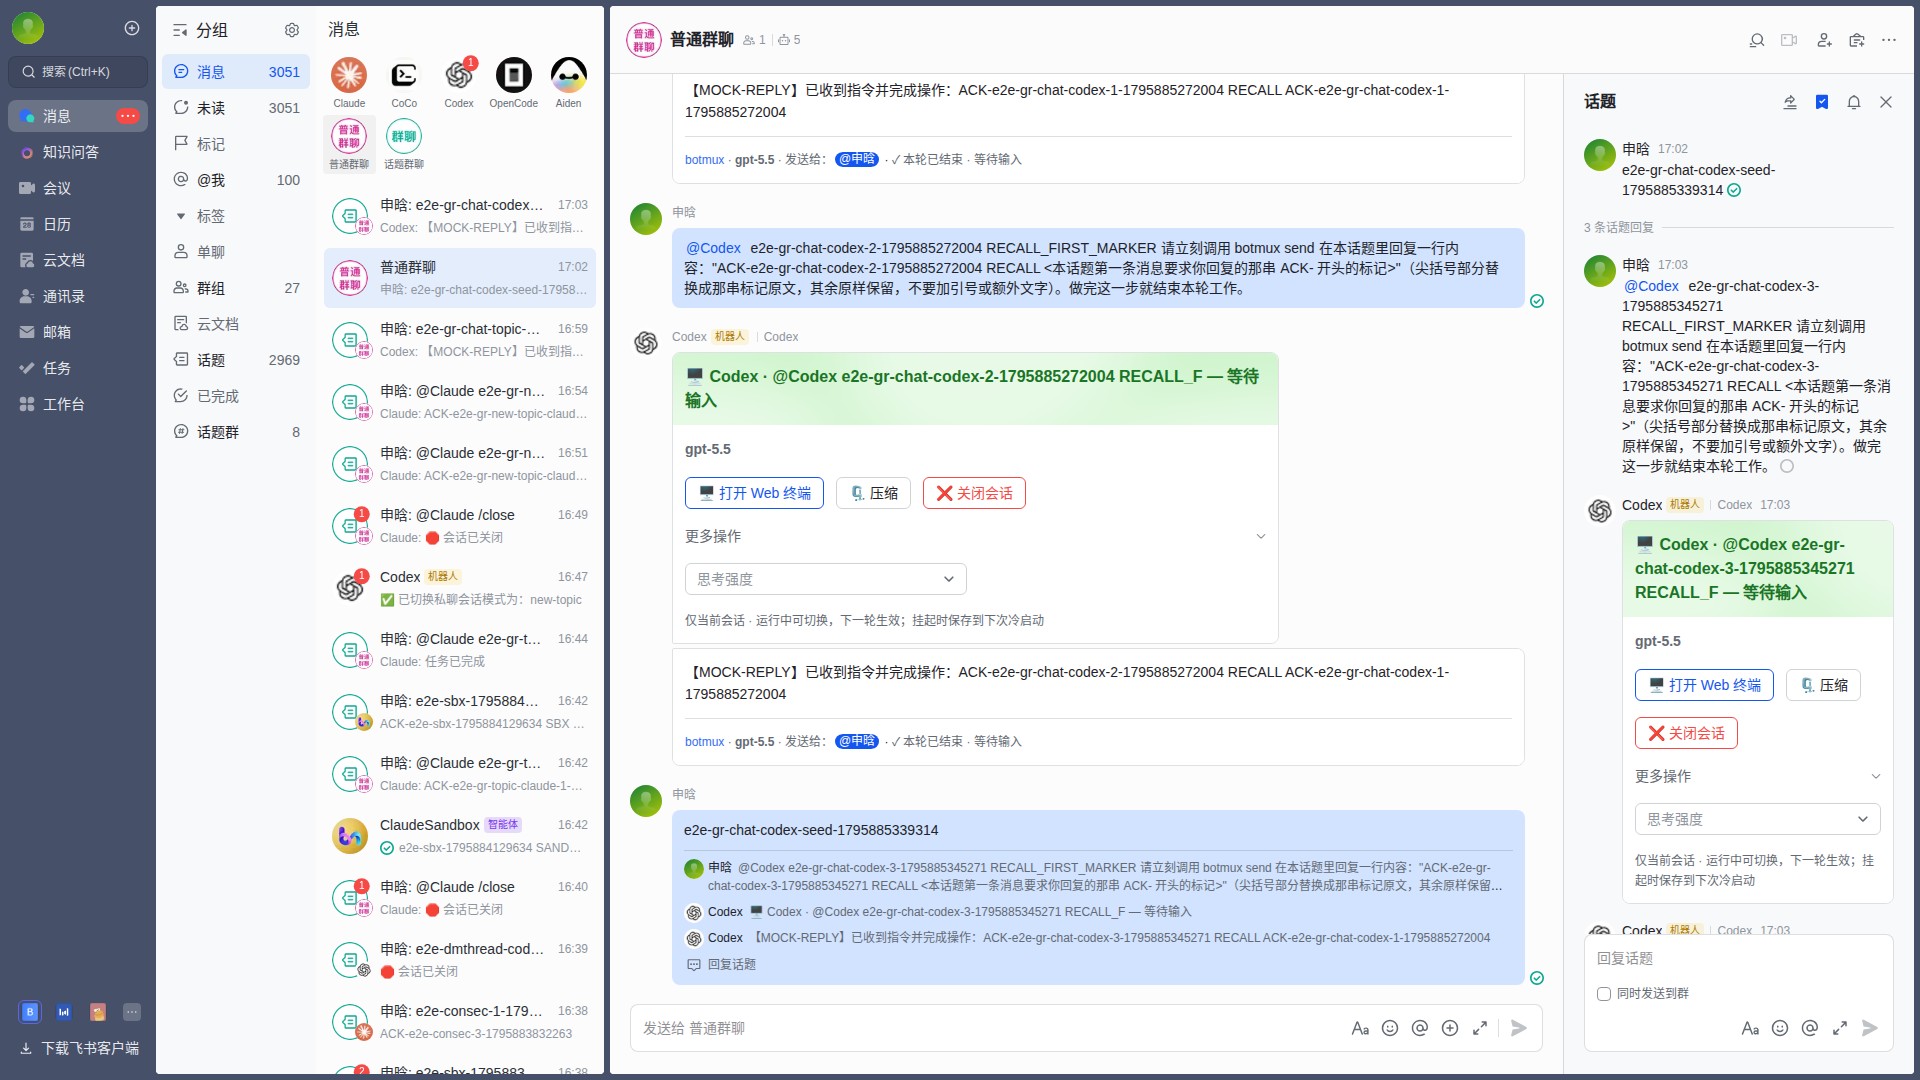 搜索 (Ctrl+K)
消息
知识问答
会议
日历
云文档
通讯录
邮箱
任务
工作台
下载飞书客户端
分组
消息 3051
未读 3051
标记
@我 100
标签
单聊
群组 27
云文档
话题 2969
已完成
话题群 8
消息
1
Claude CoCo Codex OpenCode Aiden
普通群聊
群聊
普通群聊 话题群聊
申晗: e2e-gr-chat-codex… 17:03
Codex: 【MOCK-REPLY】已收到指…
普通群聊 17:02
申晗: e2e-gr-chat-codex-seed-17958…
申晗: e2e-gr-chat-topic-… 16:59
Codex: 【MOCK-REPLY】已收到指…
申晗: @Claude e2e-gr-n… 16:54
Claude: ACK-e2e-gr-new-topic-claud…
申晗: @Claude e2e-gr-n… 16:51
Claude: ACK-e2e-gr-new-topic-claud…
1
申晗: @Claude /close 16:49
Claude: 🛑 会话已关闭
1
Codex 机器人 16:47
✅ 已切换私聊会话模式为：new-topic
申晗: @Claude e2e-gr-t… 16:44
Claude: 任务已完成
申晗: e2e-sbx-1795884… 16:42
ACK-e2e-sbx-1795884129634 SBX …
申晗: @Claude e2e-gr-t… 16:42
Claude: ACK-e2e-gr-topic-claude-1-…
ClaudeSandbox 智能体 16:42
e2e-sbx-1795884129634 SAND…
1
申晗: @Claude /close 16:40
Claude: 🛑 会话已关闭
申晗: e2e-dmthread-cod… 16:39
🛑 会话已关闭
申晗: e2e-consec-1-179… 16:38
ACK-e2e-consec-3-1795883832263
2
申晗: e2e-sbx-1795883… 16:38
普通群聊
普通群聊 1 5
【MOCK-REPLY】已收到指令并完成操作：ACK-e2e-gr-chat-codex-1-1795885272004 RECALL ACK-e2e-gr-chat-codex-1-
1795885272004
botmux · gpt-5.5 · 发送给： @申晗 · ✓ 本轮已结束 · 等待输入
申晗
@Codex e2e-gr-chat-codex-2-1795885272004 RECALL_FIRST_MARKER 请立刻调用 botmux send 在本话题里回复一行内
容："ACK-e2e-gr-chat-codex-2-1795885272004 RECALL <本话题第一条消息要求你回复的那串 ACK- 开头的标记>"（尖括号部分替
换成那串标记原文，其余原样保留，不要加引号或额外文字）。做完这一步就结束本轮工作。
Codex 机器人 Codex
🖥️ Codex · @Codex e2e-gr-chat-codex-2-1795885272004 RECALL_F — 等待
输入
gpt-5.5
🖥️ 打开 Web 终端 🗜️ 压缩 ❌ 关闭会话
更多操作
思考强度
仅当前会话 · 运行中可切换，下一轮生效；挂起时保存到下次冷启动
【MOCK-REPLY】已收到指令并完成操作：ACK-e2e-gr-chat-codex-2-1795885272004 RECALL ACK-e2e-gr-chat-codex-1-
1795885272004
botmux · gpt-5.5 · 发送给： @申晗 · ✓ 本轮已结束 · 等待输入
申晗
e2e-gr-chat-codex-seed-1795885339314
申晗 @Codex e2e-gr-chat-codex-3-1795885345271 RECALL_FIRST_MARKER 请立刻调用 botmux send 在本话题里回复一行内容："ACK-e2e-gr-
chat-codex-3-1795885345271 RECALL <本话题第一条消息要求你回复的那串 ACK- 开头的标记>"（尖括号部分替换成那串标记原文，其余原样保留…
Codex 🖥️ Codex · @Codex e2e-gr-chat-codex-3-1795885345271 RECALL_F — 等待输入
Codex 【MOCK-REPLY】已收到指令并完成操作：ACK-e2e-gr-chat-codex-3-1795885345271 RECALL ACK-e2e-gr-chat-codex-1-1795885272004
回复话题
发送给 普通群聊
话题
申晗 17:02
e2e-gr-chat-codex-seed-
1795885339314
3 条话题回复
申晗 17:03
@Codex e2e-gr-chat-codex-3-
1795885345271
RECALL_FIRST_MARKER 请立刻调用
botmux send 在本话题里回复一行内
容："ACK-e2e-gr-chat-codex-3-
1795885345271 RECALL <本话题第一条消
息要求你回复的那串 ACK- 开头的标记
>"（尖括号部分替换成那串标记原文，其余
原样保留，不要加引号或额外文字）。做完
这一步就结束本轮工作。
Codex 机器人 Codex 17:03
🖥️ Codex · @Codex e2e-gr-
chat-codex-3-1795885345271
RECALL_F — 等待输入
gpt-5.5
🖥️ 打开 Web 终端 🗜️ 压缩
❌ 关闭会话
更多操作
思考强度
仅当前会话 · 运行中可切换，下一轮生效；挂
起时保存到下次冷启动
Codex 机器人 Codex 17:03
回复话题
同时发送到群